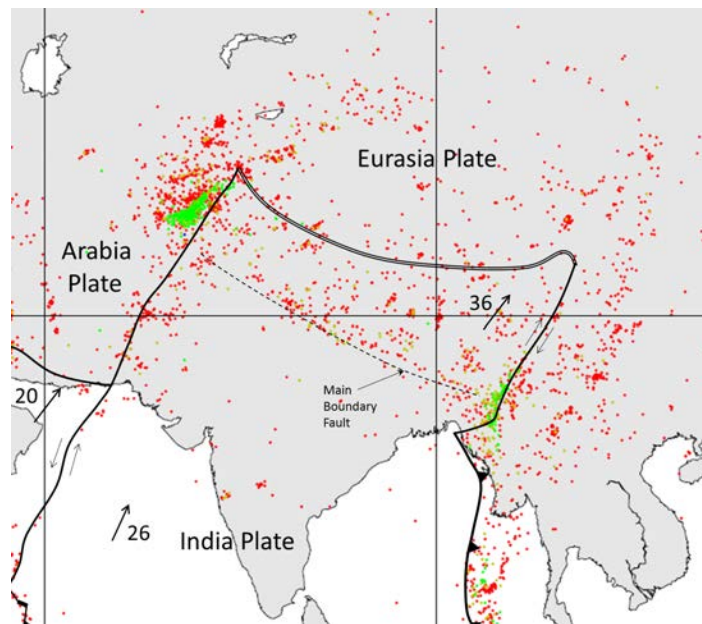 Eurasia Plate
Arabia
Plate
36
Main
Boundary
Fault
20
26
India Plate